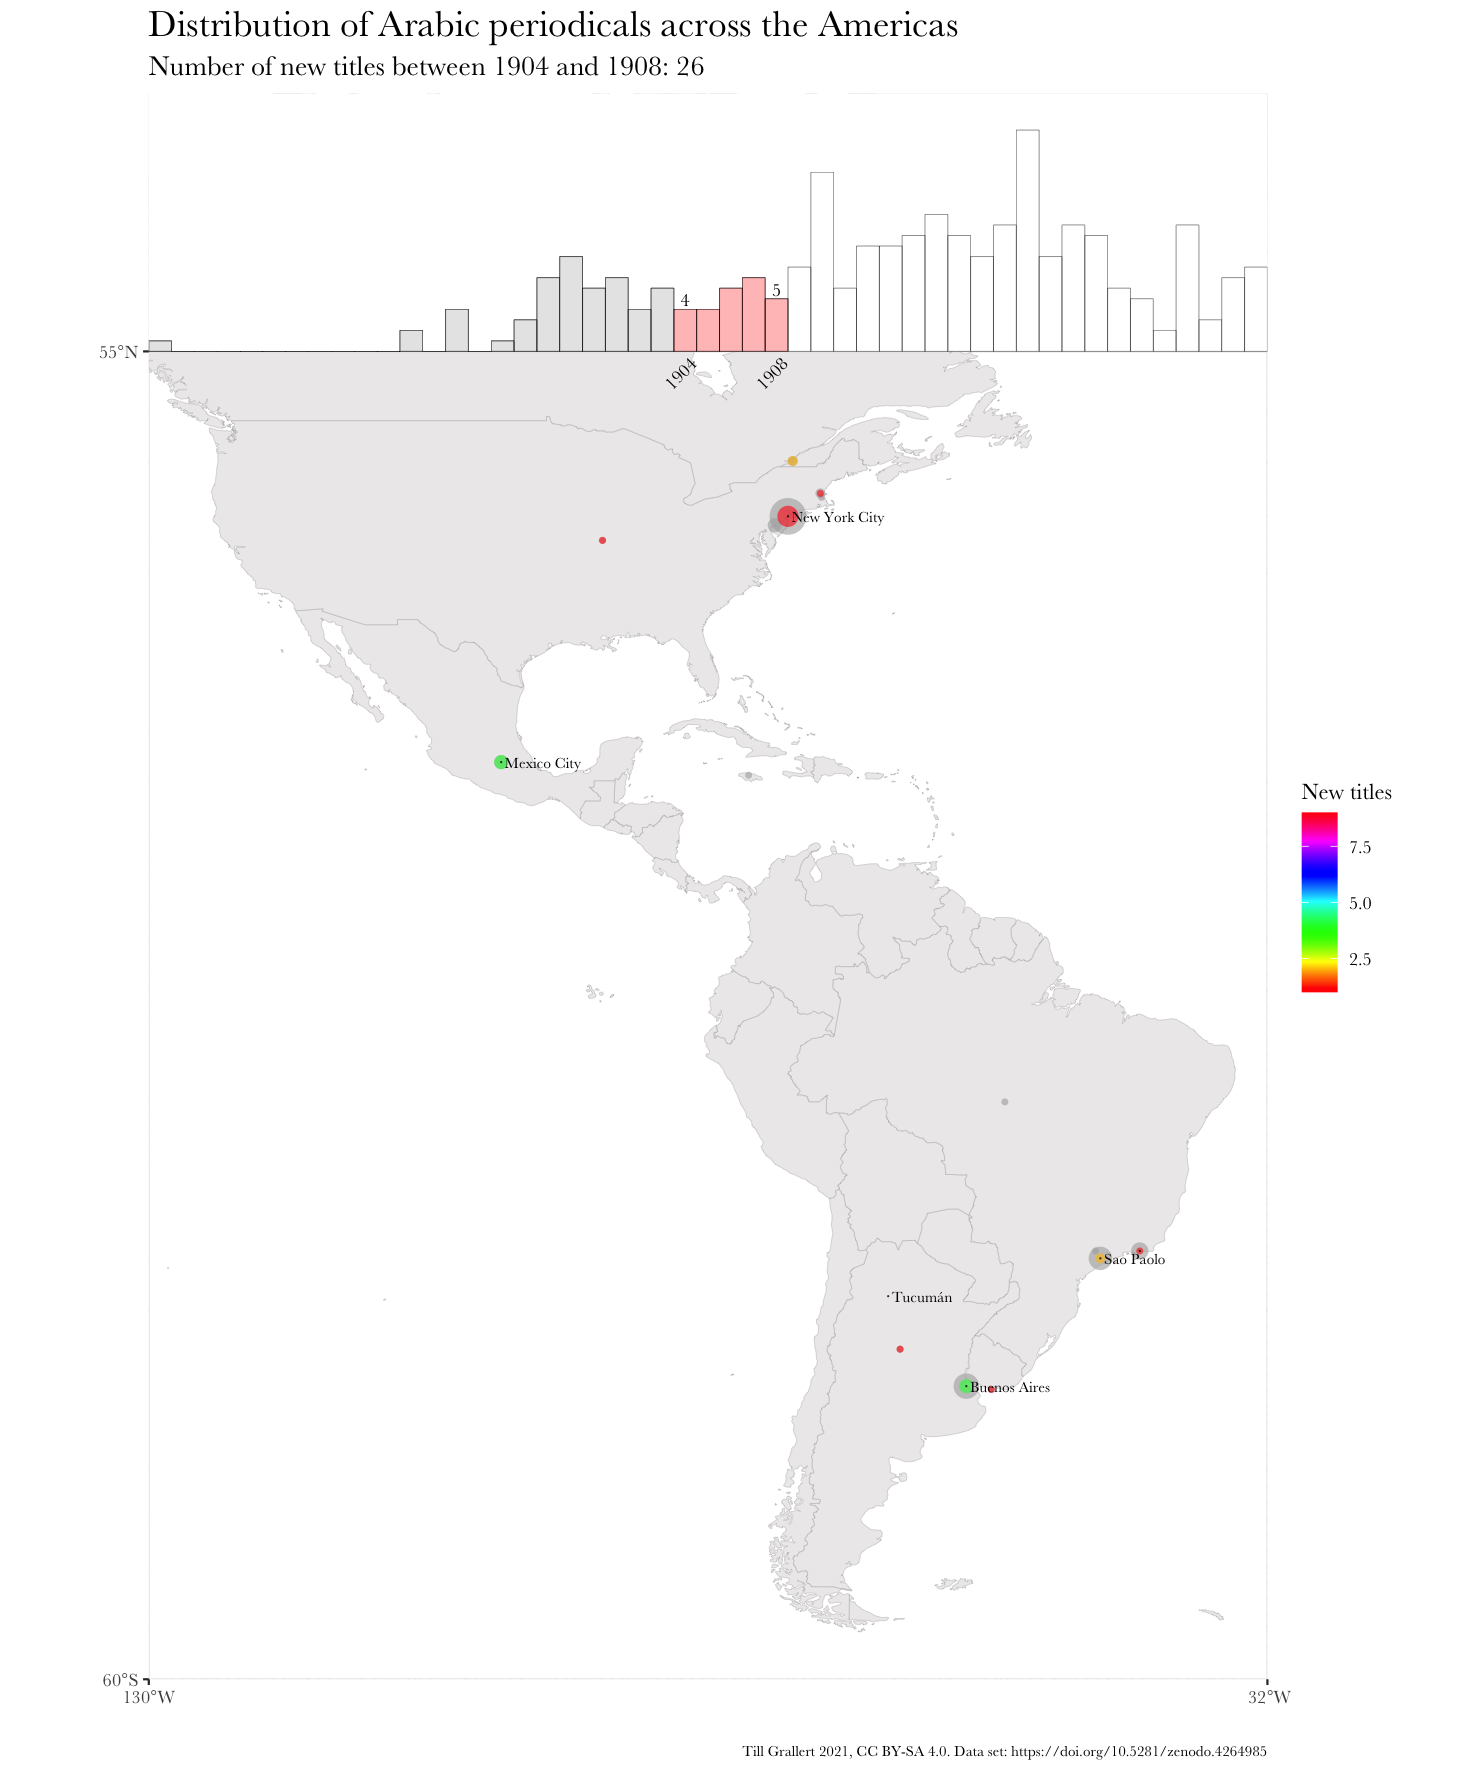 Distribution of Arabic periodicals across the Americas
Number of new titles between 1904 and 1908: 26
4
5
55°N
1904
1908
New York City
Mexico City
New titles
7.5
5.0
2.5
Sao Paolo
Tucumán
Buenos Aires
60°S
130°W
32°W
Till Grallert 2021, CC BY-SA 4.0. Data set: https://doi.org/10.5281/zenodo.4264985